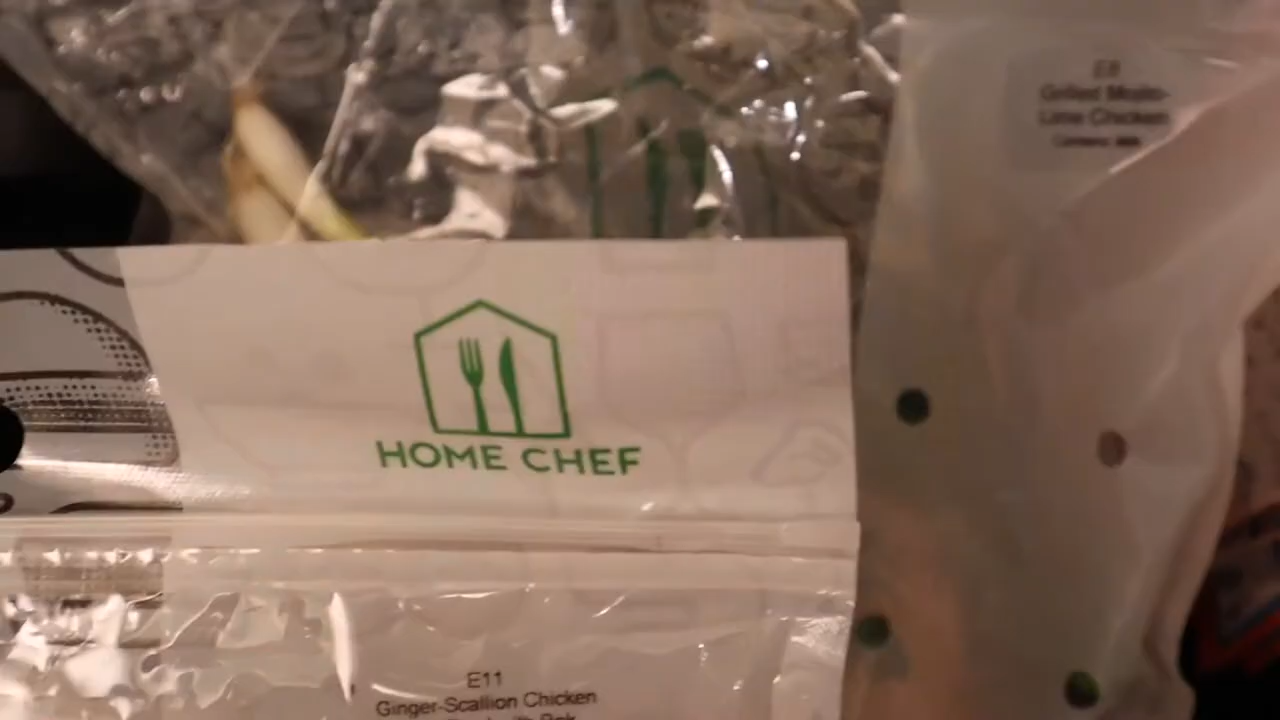 E8
Grilled Mojito-
Lime Chicken
HOME CHEF
E11
Ginger-Scallion Chicken